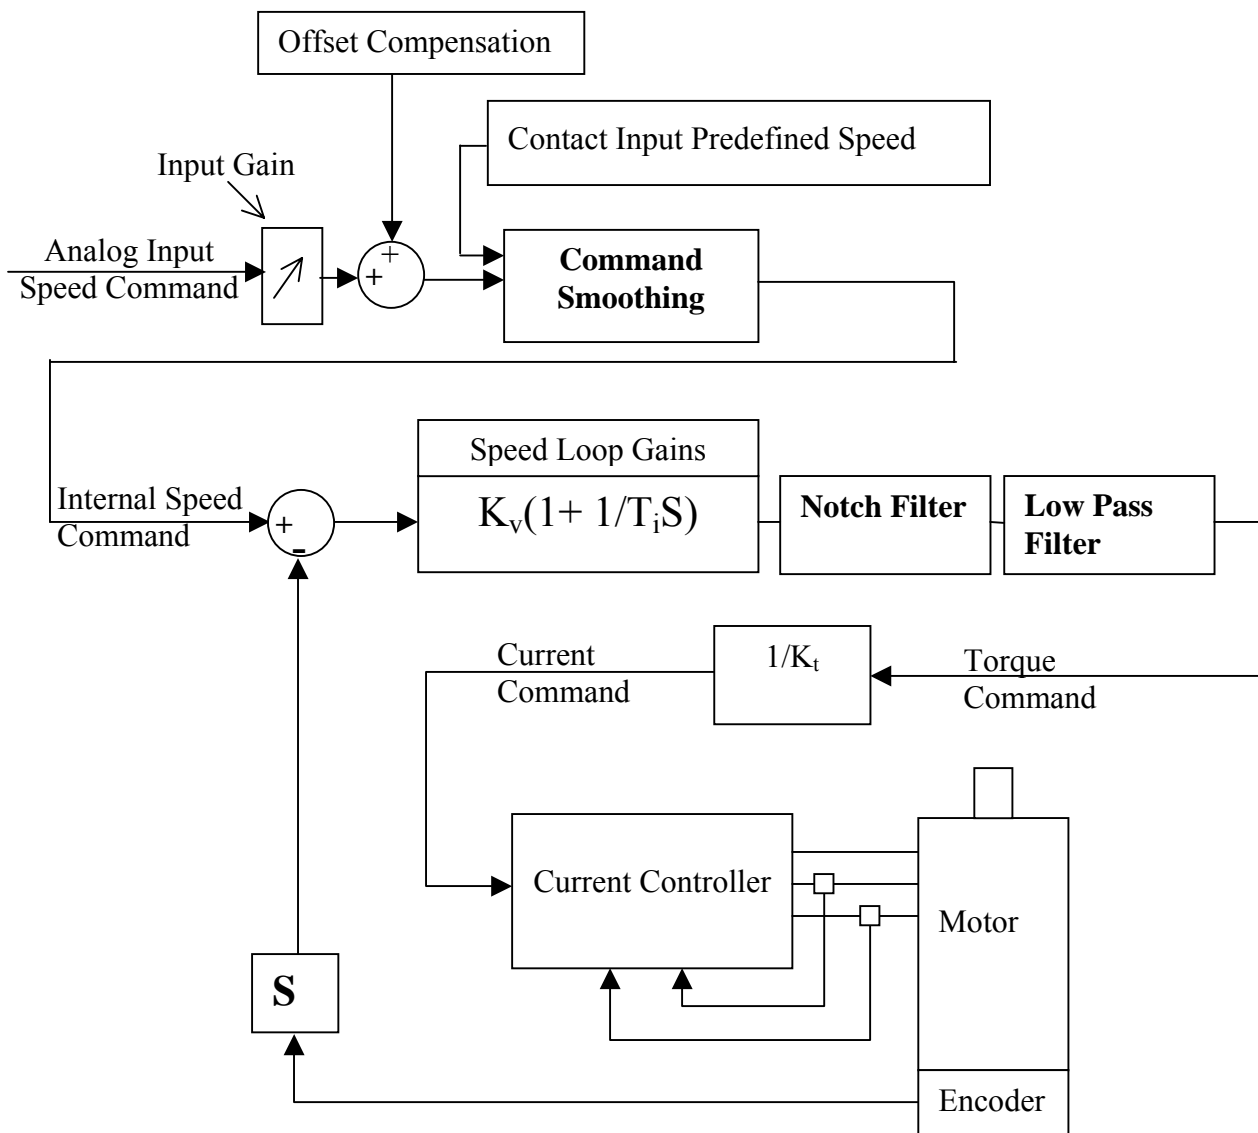 Offset Compensation
Contact Input Predefined Speed
Input Gain
Analog Input
Speed Command
+
+
Command
Smoothing
Speed Loop Gains
Internal Speed
Command
+
-
Kᵥ(1+ 1/TᵢS)
Notch Filter
Low Pass
Filter
Current
Command
1/Kₜ
Torque
Command
Current Controller
Motor
S
Encoder